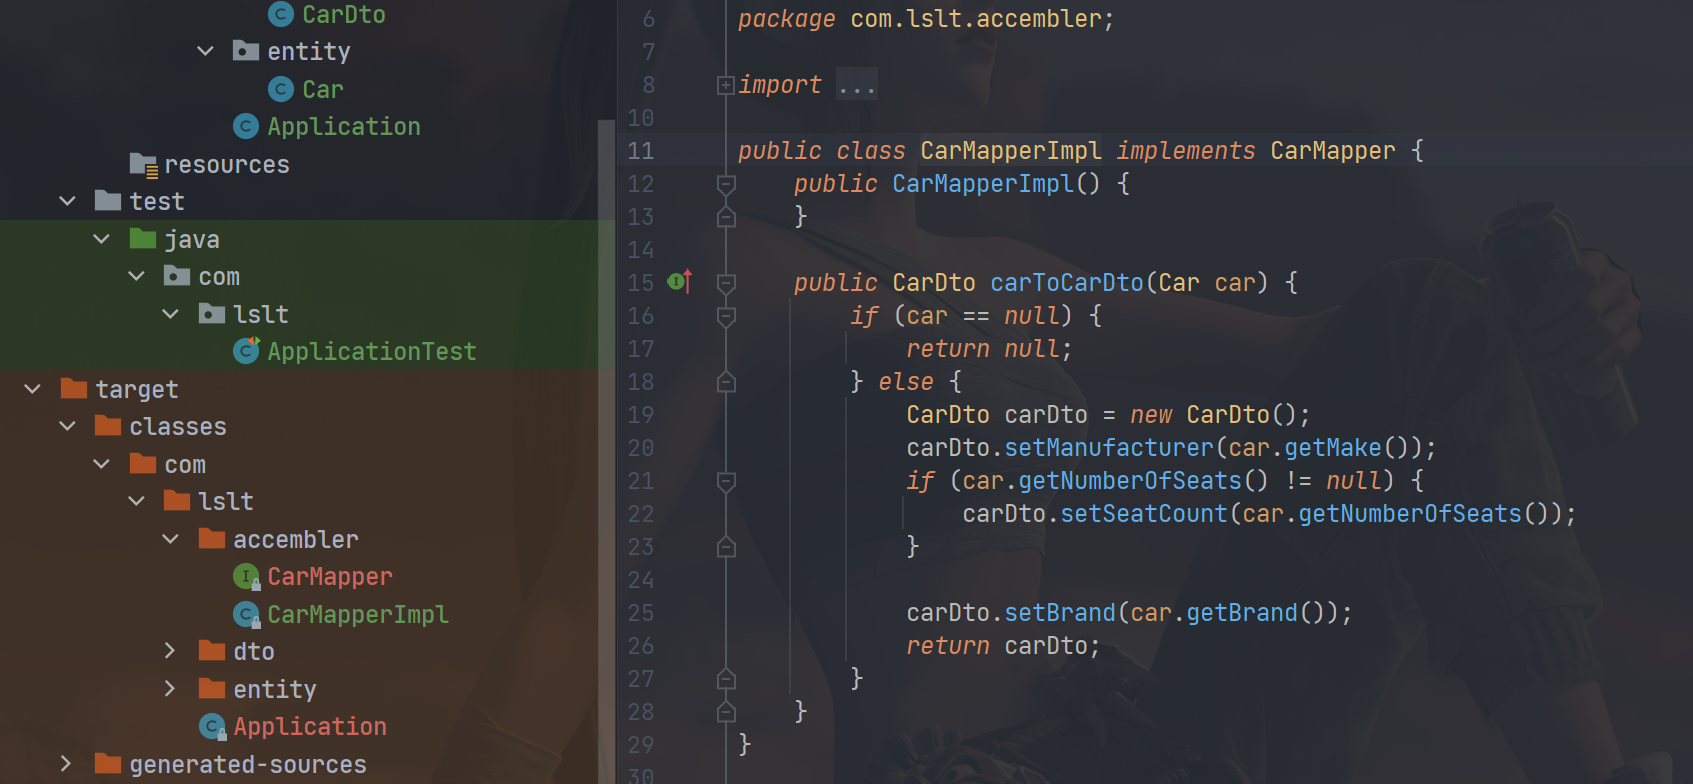 CarDto
entity
Car
Application
resources
test
java
com
lslt
ApplicationTest
target
classes
com
lslt
accembler
CarMapper
CarMapperImpl
dto
entity
Application
generated-sources
6 package com.lslt.accembler;
7
8 import ...
10
11 public class CarMapperImpl implements CarMapper {
12 public CarMapperImpl() {
13 }
14
15 public CarDto carToCarDto(Car car) {
16 if (car == null) {
17 return null;
18 } else {
19 CarDto carDto = new CarDto();
20 carDto.setManufacturer(car.getMake());
21 if (car.getNumberOfSeats() != null) {
22 carDto.setSeatCount(car.getNumberOfSeats());
23 }
24
25 carDto.setBrand(car.getBrand());
26 return carDto;
27 }
28 }
29 }
30